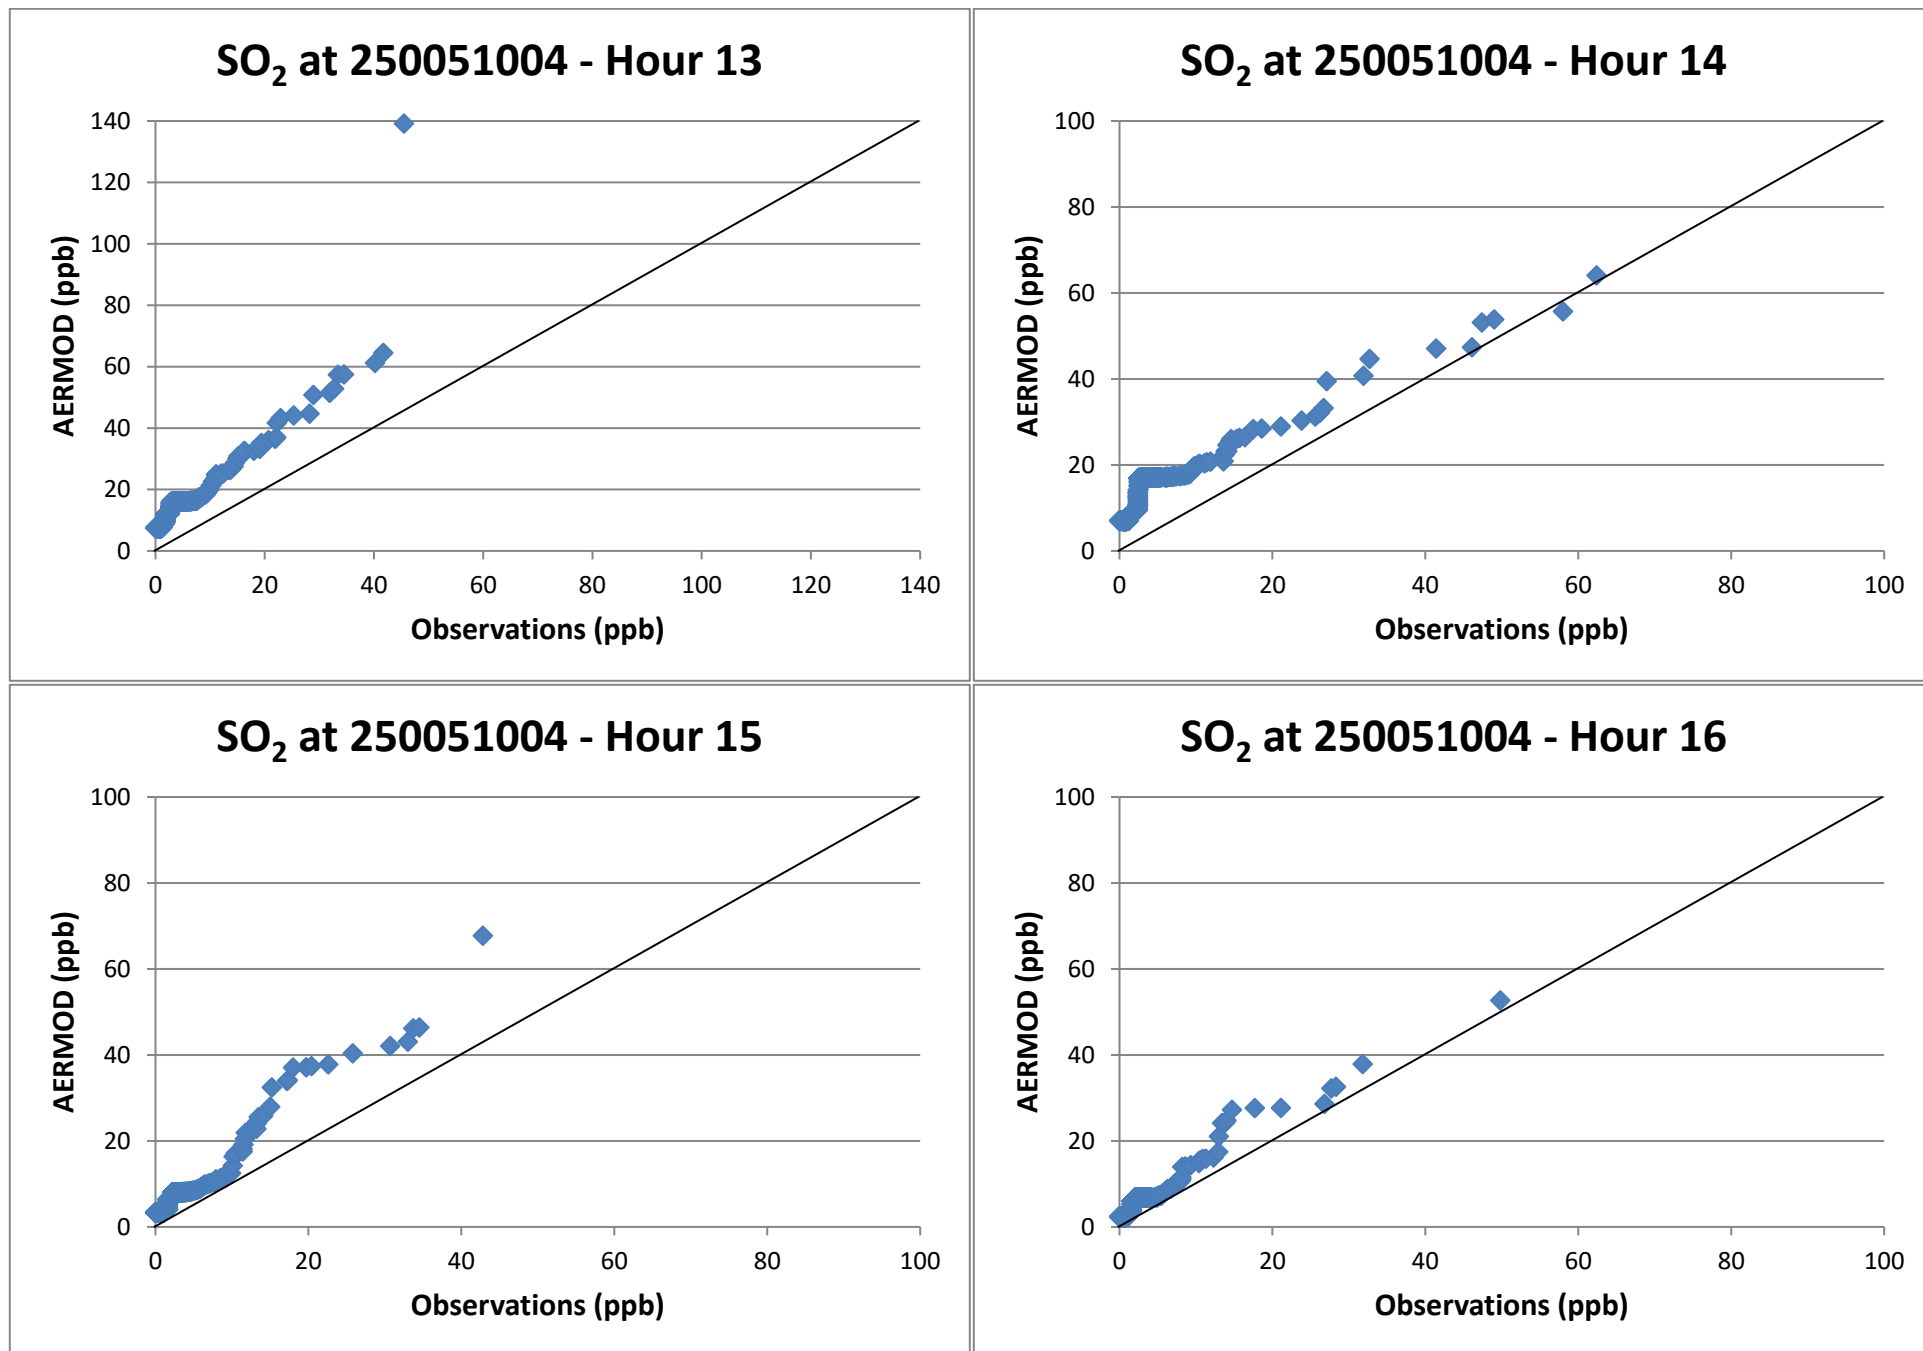 SO2 at 250051004 - Hour 13
140
120
100
80
60
40
20
0
AERMOD (ppb)
0 20 40 60 80 100 120 140
Observations (ppb)
SO2 at 250051004 - Hour 14
100
80
60
40
20
0
AERMOD (ppb)
0 20 40 60 80 100
Observations (ppb)
SO2 at 250051004 - Hour 15
100
80
60
40
20
0
AERMOD (ppb)
0 20 40 60 80 100
Observations (ppb)
SO2 at 250051004 - Hour 16
100
80
60
40
20
0
AERMOD (ppb)
0 20 40 60 80 100
Observations (ppb)